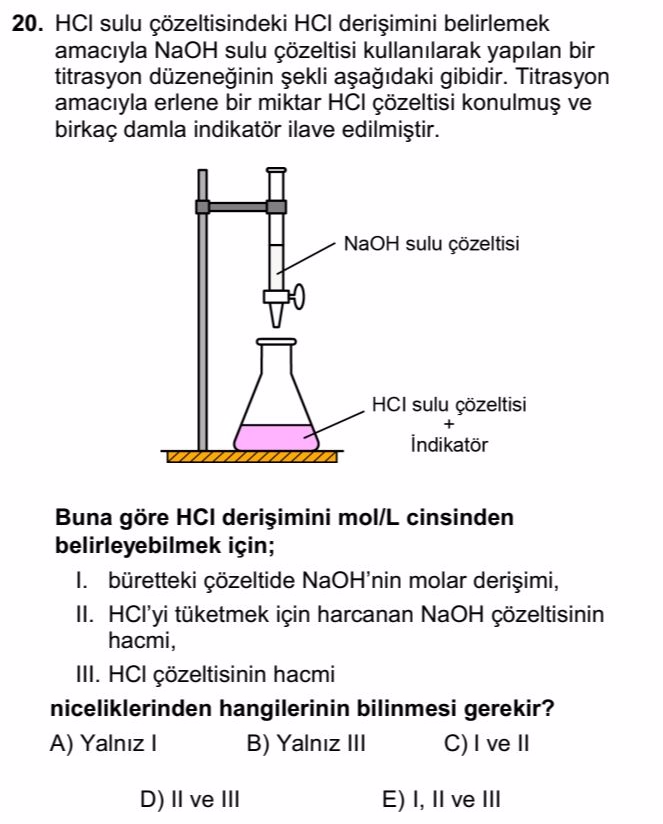 20. HCl sulu çözeltisindeki HCl derişimini belirlemek
amacıyla NaOH sulu çözeltisi kullanılarak yapılan bir
titrasyon düzeneğinin şekli aşağıdaki gibidir. Titrasyon
amacıyla erlene bir miktar HCl çözeltisi konulmuş ve
birkaç damla indikatör ilave edilmiştir.
NaOH sulu çözeltisi
HCl sulu çözeltisi
+
İndikatör
Buna göre HCl derişimini mol/L cinsinden
belirleyebilmek için;
I. büretteki çözeltide NaOH’nin molar derişimi,
II. HCl’yi tüketmek için harcanan NaOH çözeltisinin
hacmi,
III. HCl çözeltisinin hacmi
niceliklerinden hangilerinin bilinmesi gerekir?
A) Yalnız I B) Yalnız III C) I ve II
D) II ve III E) I, II ve III